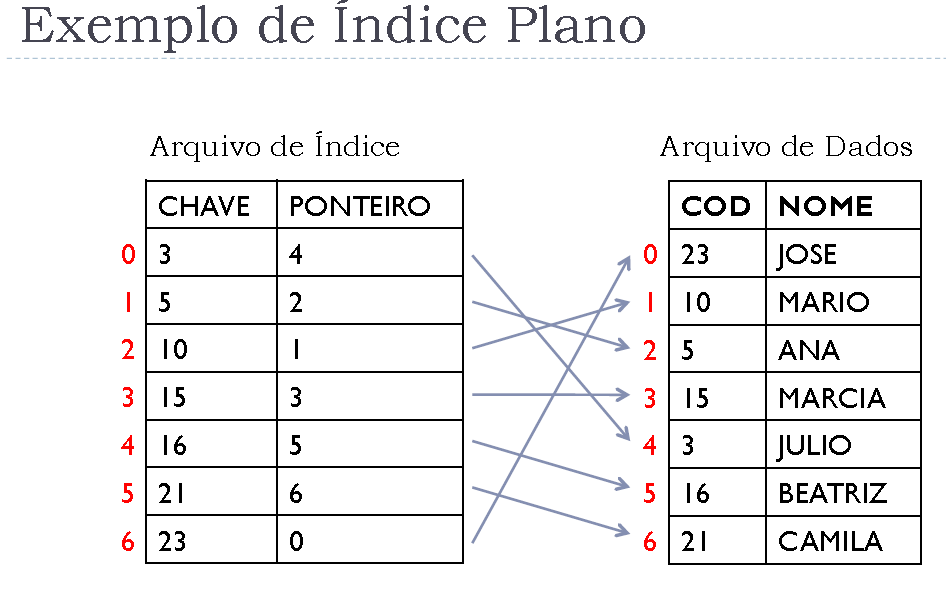 Exemplo de Índice Plano
Arquivo de Índice
CHAVE PONTEIRO
0 3 4
1 5 2
2 10 1
3 15 3
4 16 5
5 21 6
6 23 0
Arquivo de Dados
COD NOME
0 23 JOSE
1 10 MARIO
2 5 ANA
3 15 MARCIA
4 3 JULIO
5 16 BEATRIZ
6 21 CAMILA